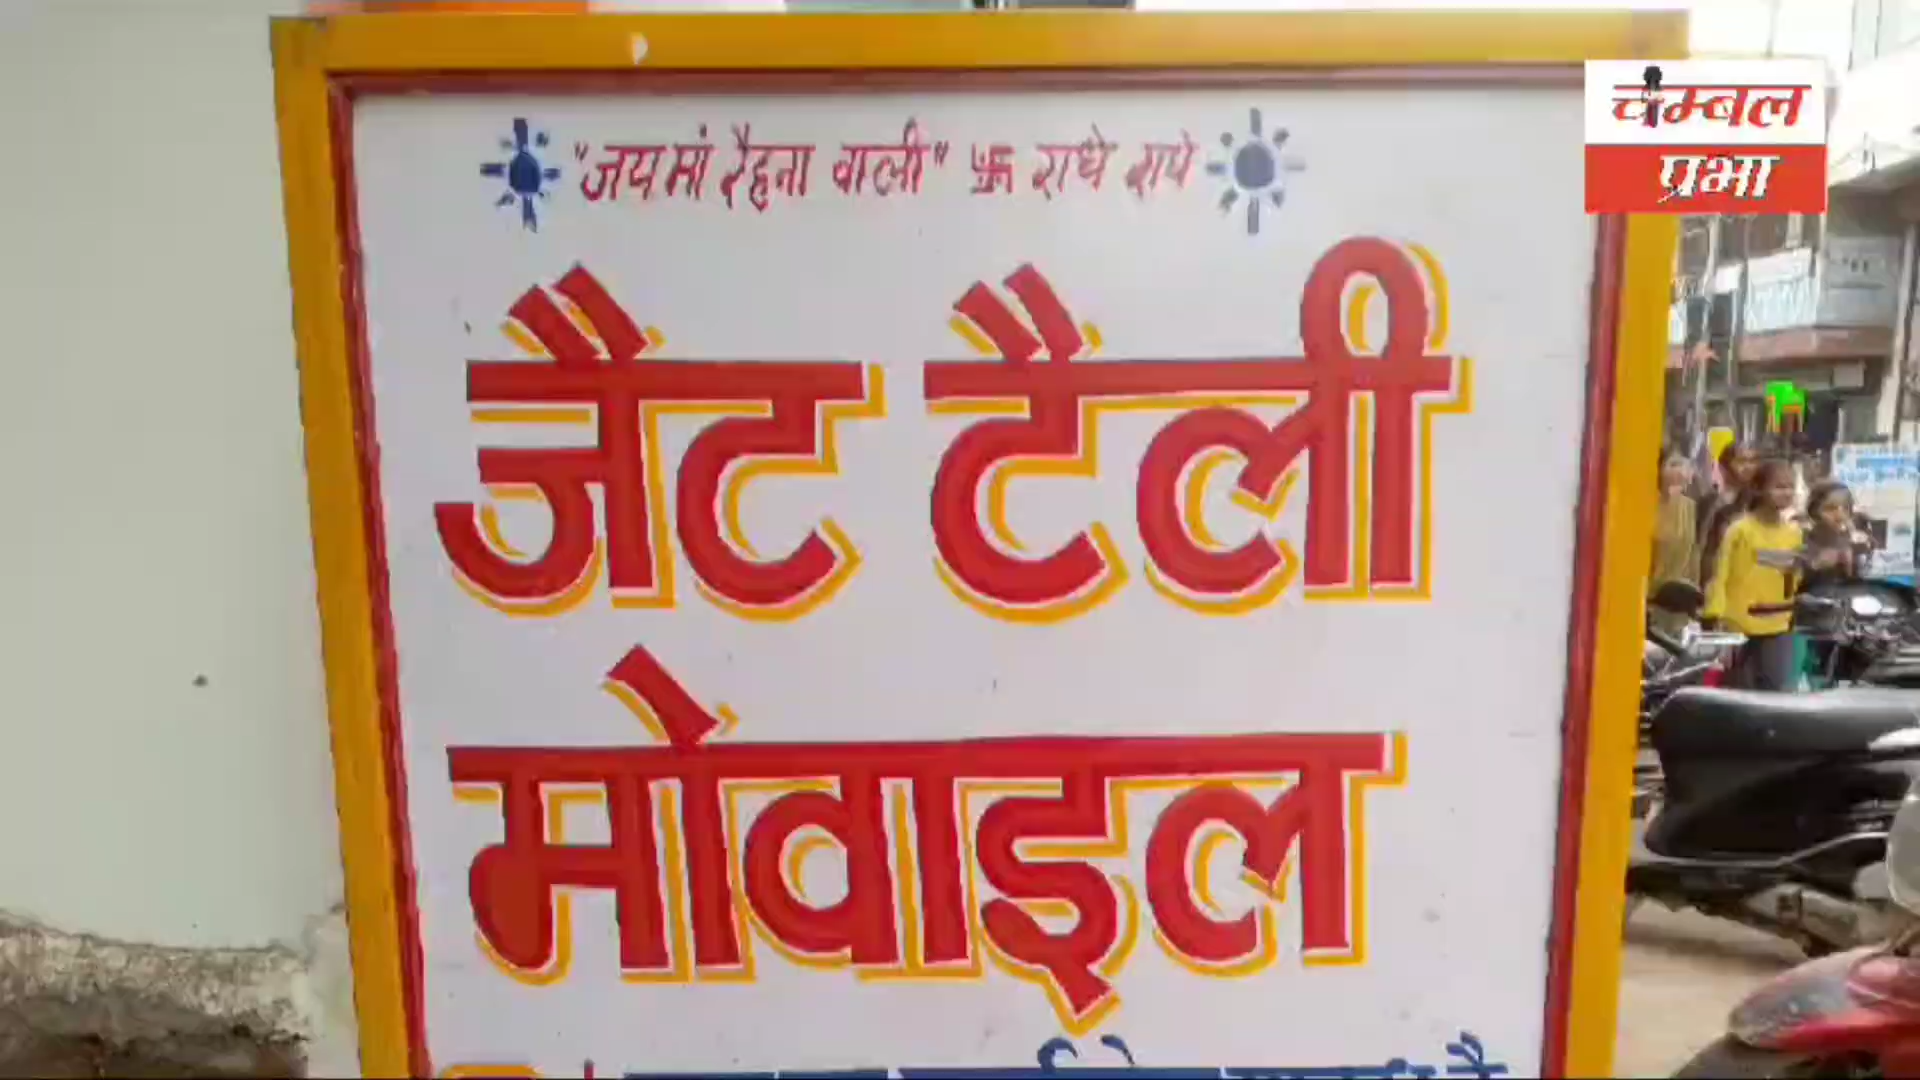 "जय मां रैहना वाली" 卐 राधे राधे
चम्बल
प्रभा
जैट टैली
मोवाइल